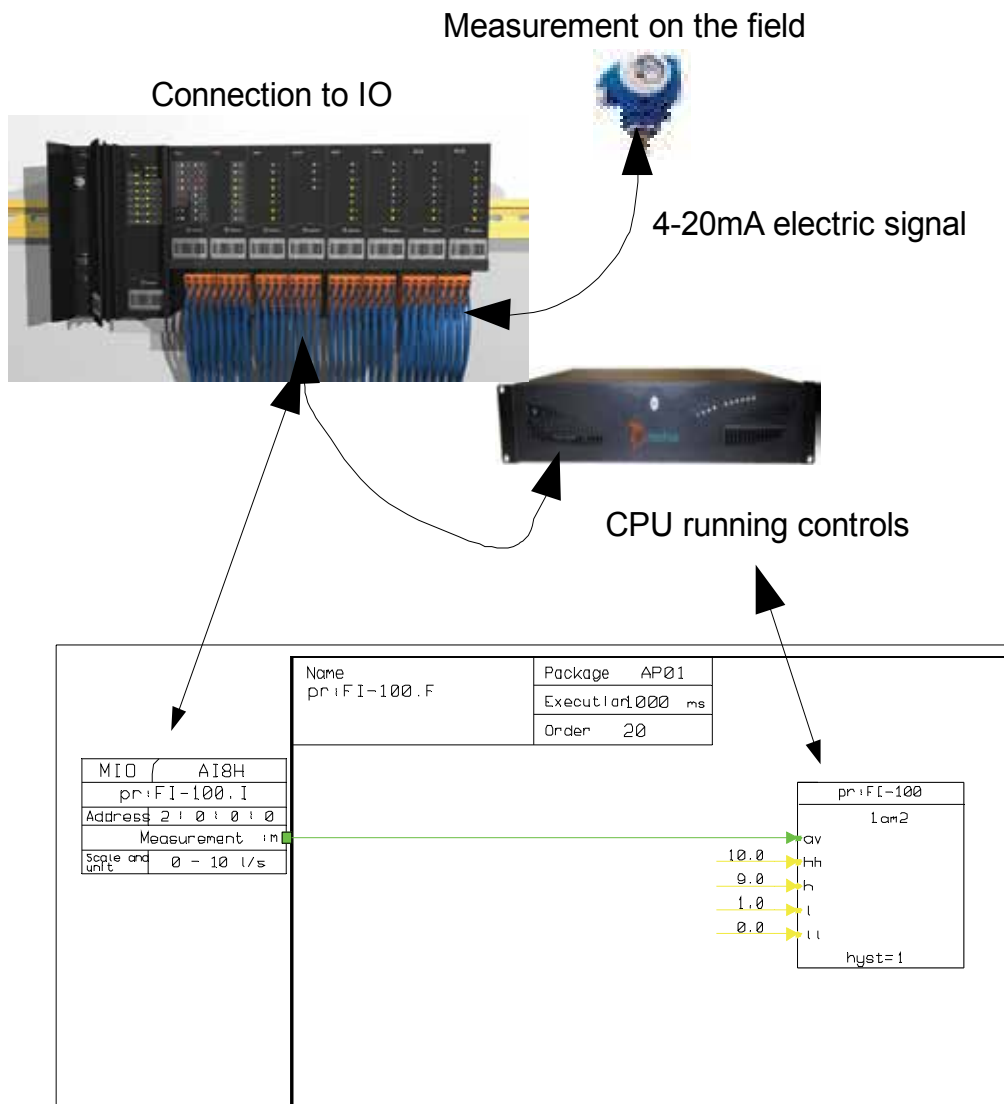 Measurement on the field
Connection to IO
4-20mA electric signal
CPU running controls
Name
pr:FI-100.F
Package AP01
Execution 1000 ms
Order 20
MIO AI8H
pr:FI-100.I
Address 2:0:0:0
Measurement :m
Scale and unit 0 - 10 l/s
pr:FI-100
1am2
av
10.0 hh
9.0 h
1.0 l
0.0 ll
hyst=1